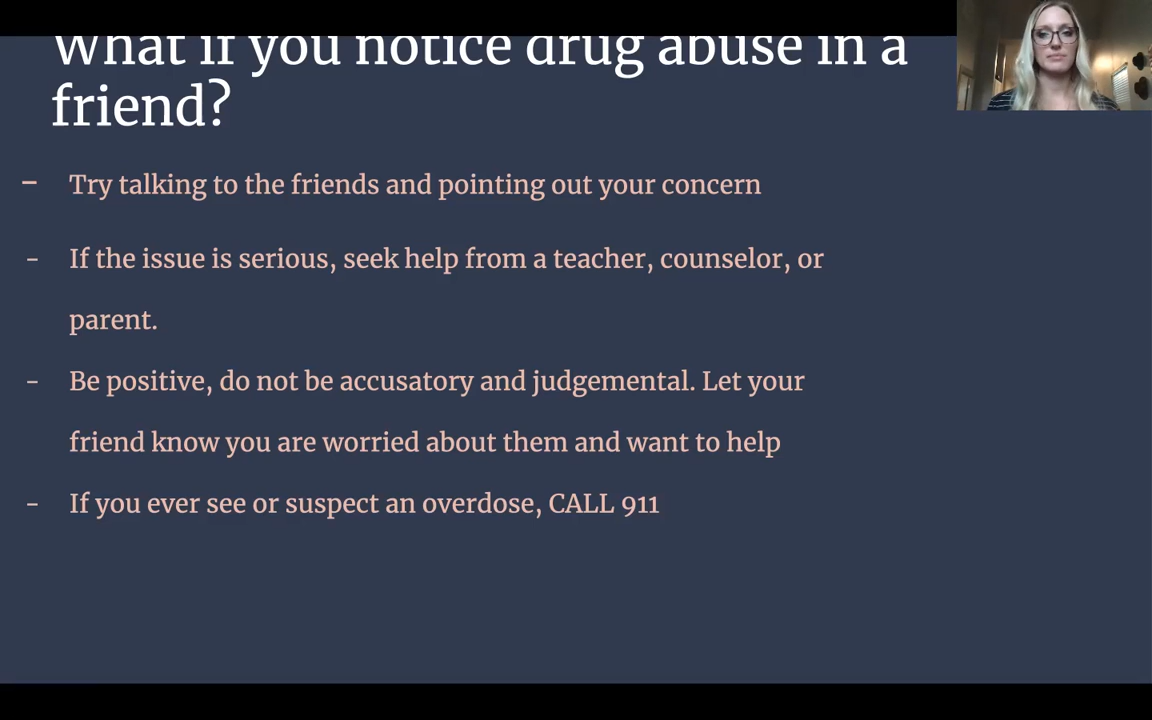 What if you notice drug abuse in a
friend?
- Try talking to the friends and pointing out your concern
- If the issue is serious, seek help from a teacher, counselor, or
parent.
- Be positive, do not be accusatory and judgemental. Let your
friend know you are worried about them and want to help
- If you ever see or suspect an overdose, CALL 911